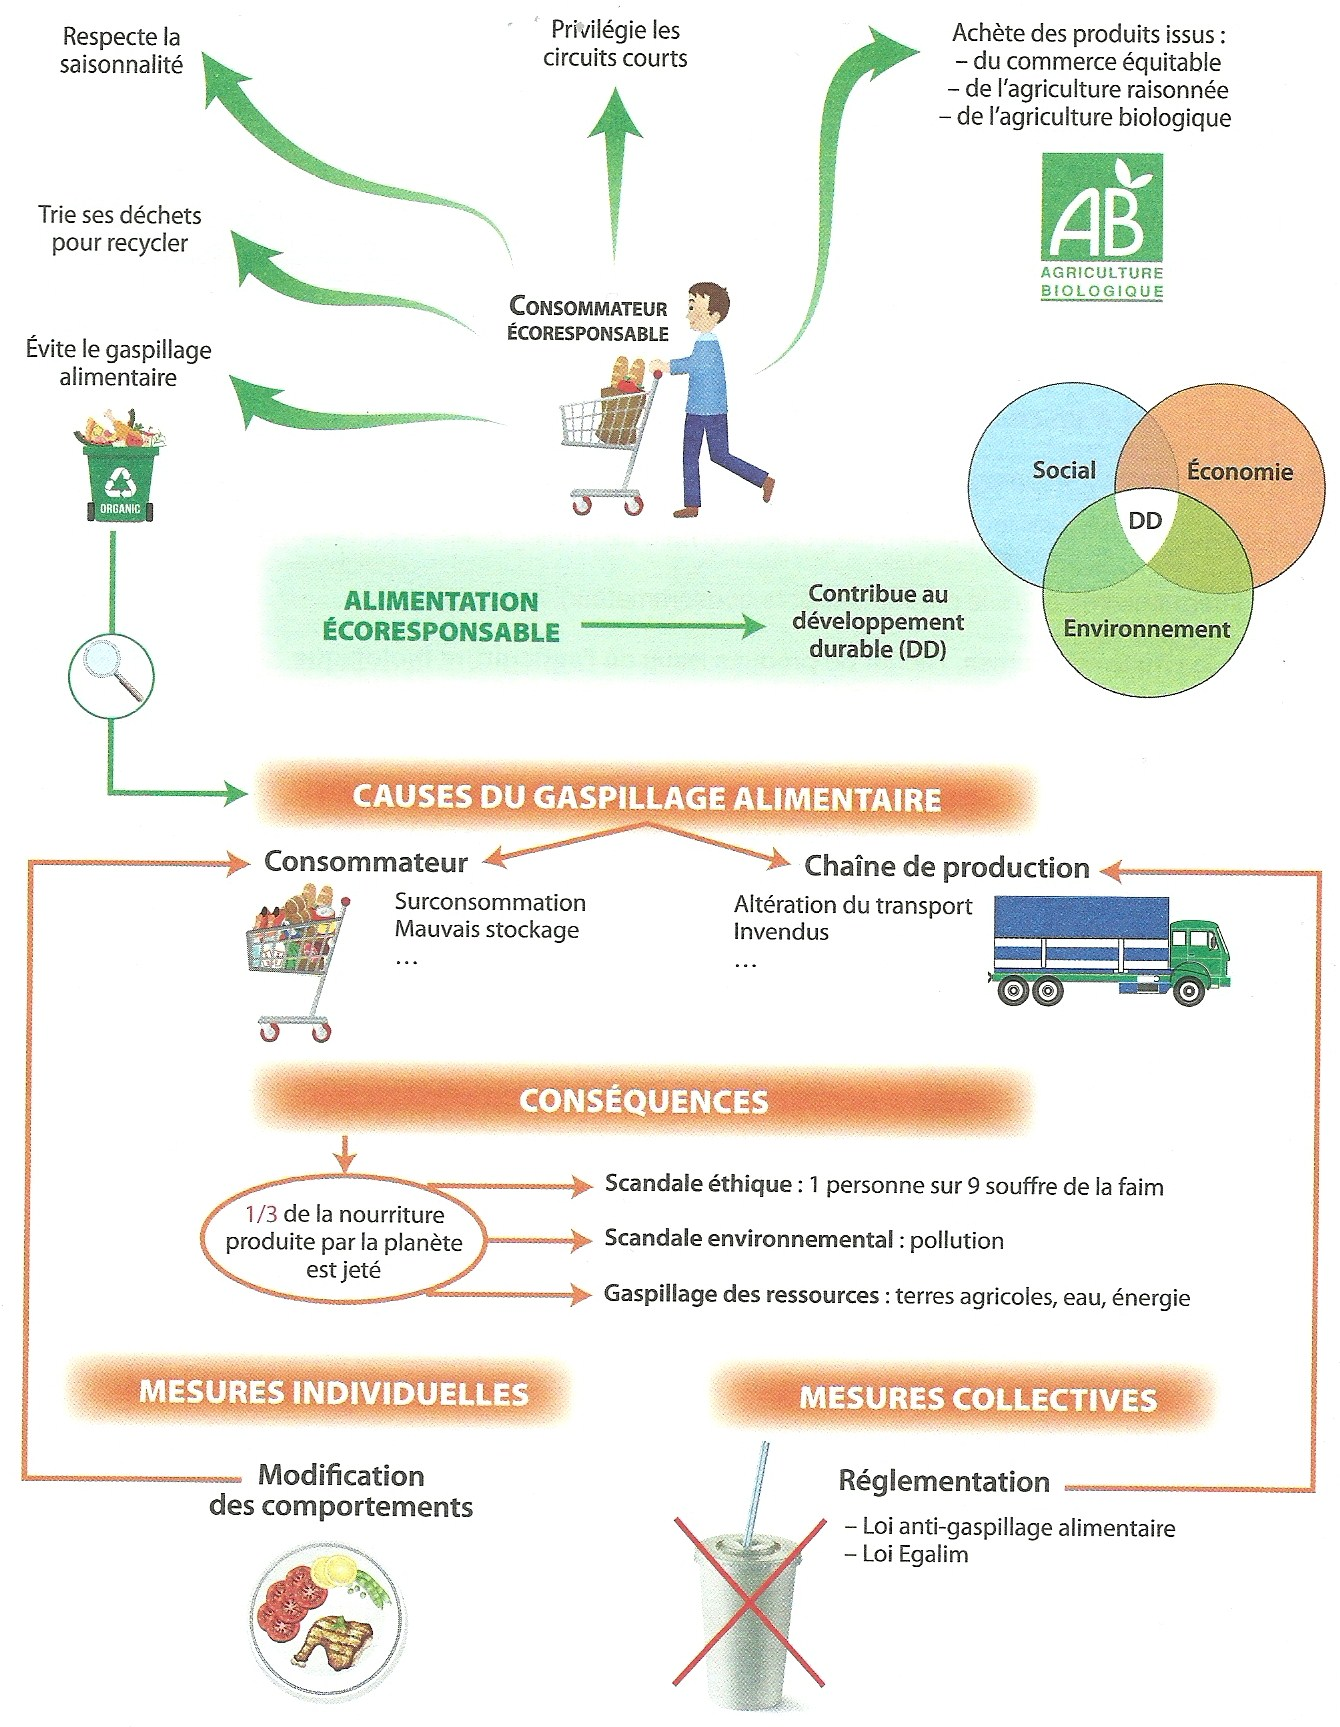 Respecte la
saisonnalité
Privilégie les
circuits courts
Achète des produits issus :
– du commerce équitable
– de l'agriculture raisonnée
– de l'agriculture biologique
AB
AGRICULTURE
BIOLOGIQUE
Trie ses déchets
pour recycler
CONSOMMATEUR
ÉCORESPONSABLE
Évite le gaspillage
alimentaire
ORGANIC
Social
Économie
DD
Environnement
ALIMENTATION
ÉCORESPONSABLE
Contribue au
développement
durable (DD)
CAUSES DU GASPILLAGE ALIMENTAIRE
Consommateur
Surconsommation
Mauvais stockage
...
Chaîne de production
Altération du transport
Invendus
...
CONSÉQUENCES
1/3 de la nourriture
produite par la planète
est jeté
Scandale éthique : 1 personne sur 9 souffre de la faim
Scandale environnemental : pollution
Gaspillage des ressources : terres agricoles, eau, énergie
MESURES INDIVIDUELLES
Modification
des comportements
MESURES COLLECTIVES
Réglementation
– Loi anti-gaspillage alimentaire
– Loi Egalim